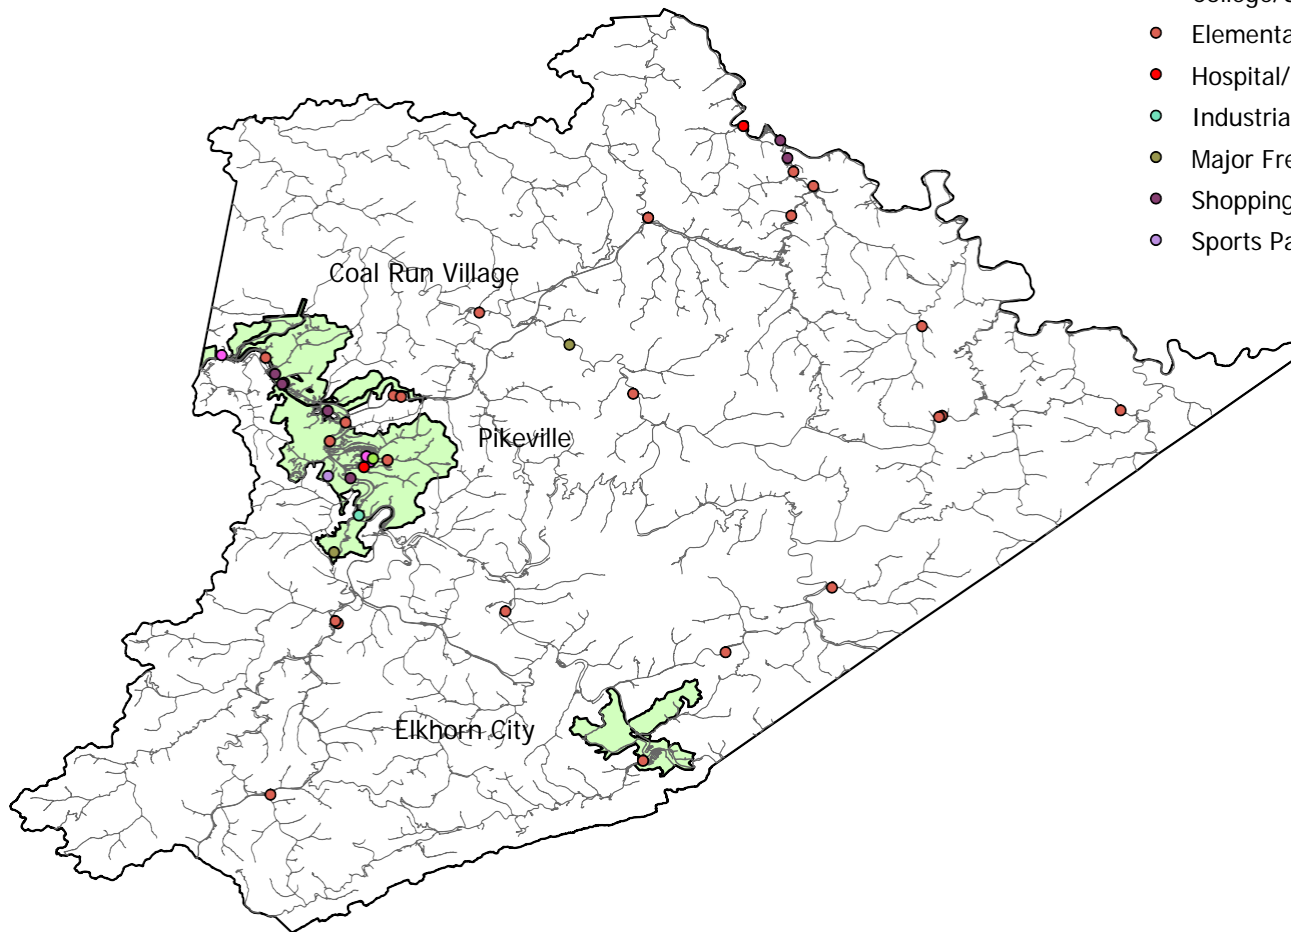 Elementa
Hospital/
Industria
Major Fre
Shopping
Sports Pa
Coal Run Village
Pikeville
Elkhorn City